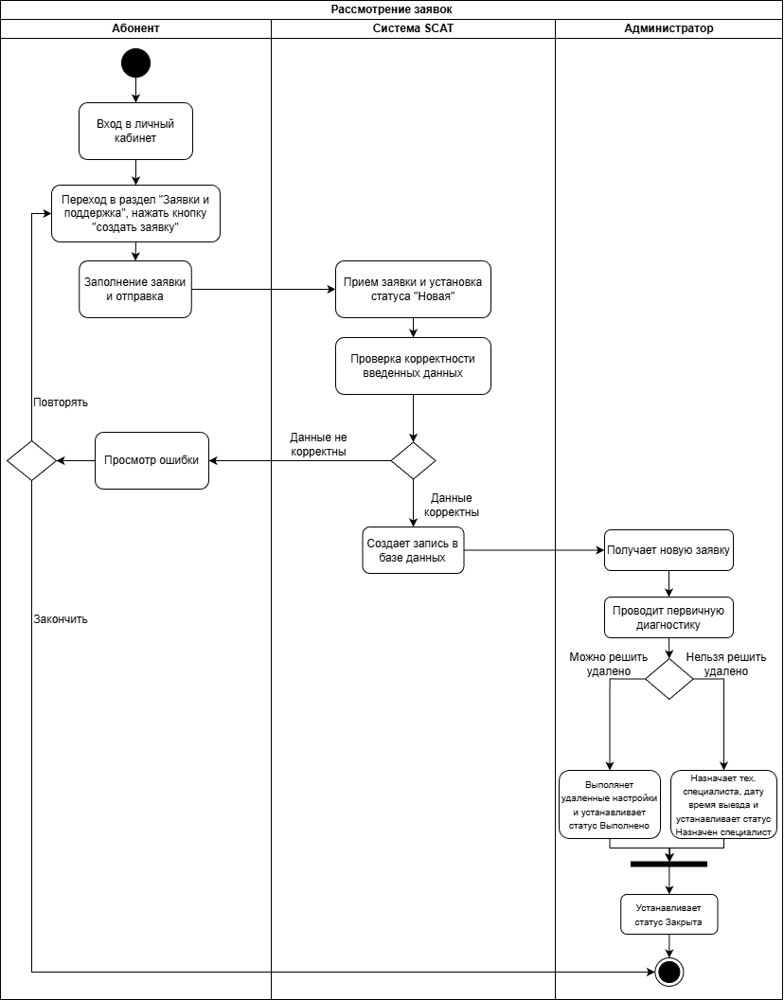 Рассмотрение заявок
Абонент
Система SCAT
Администратор
Вход в личный
кабинет
Переход в раздел "Заявки и
поддержка", нажать кнопку
"создать заявку"
Заполнение заявки
и отправка
Прием заявки и установка
статуса "Новая"
Проверка корректности
введенных данных
Повторять
Данные не
корректны
Просмотр ошибки
Данные
корректны
Создает запись в
базе данных
Получает новую заявку
Закончить
Проводит первичную
диагностику
Можно решить
удалено
Нельзя решить
удалено
Выполянет
удаленные настройки
и устанавливает
статус Выполнено
Назначает тех.
специалиста, дату
время выезда и
устанавливает статус
Назначен специалист
Устанавливает
статус Закрыта